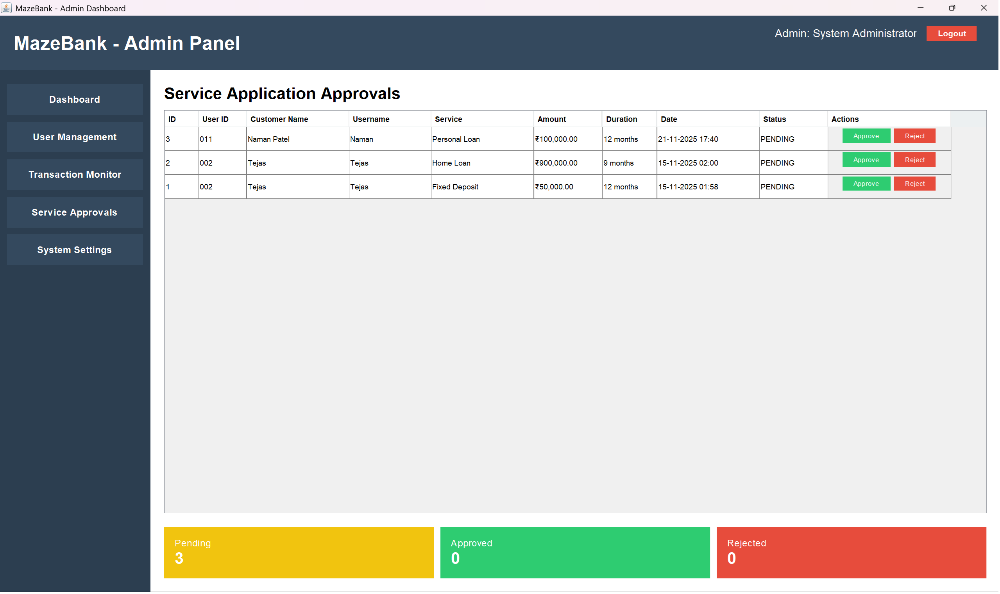 MazeBank - Admin Dashboard
MazeBank - Admin Panel
Admin: System Administrator
Logout
Dashboard
User Management
Transaction Monitor
Service Approvals
System Settings
Service Application Approvals
ID User ID Customer Name Username Service Amount Duration Date Status Actions
3 011 Naman Patel Naman Personal Loan ₹100,000.00 12 months 21-11-2025 17:40 PENDING Approve Reject
2 002 Tejas Tejas Home Loan ₹900,000.00 9 months 15-11-2025 02:00 PENDING Approve Reject
1 002 Tejas Tejas Fixed Deposit ₹50,000.00 12 months 15-11-2025 01:58 PENDING Approve Reject
Pending
3
Approved
0
Rejected
0